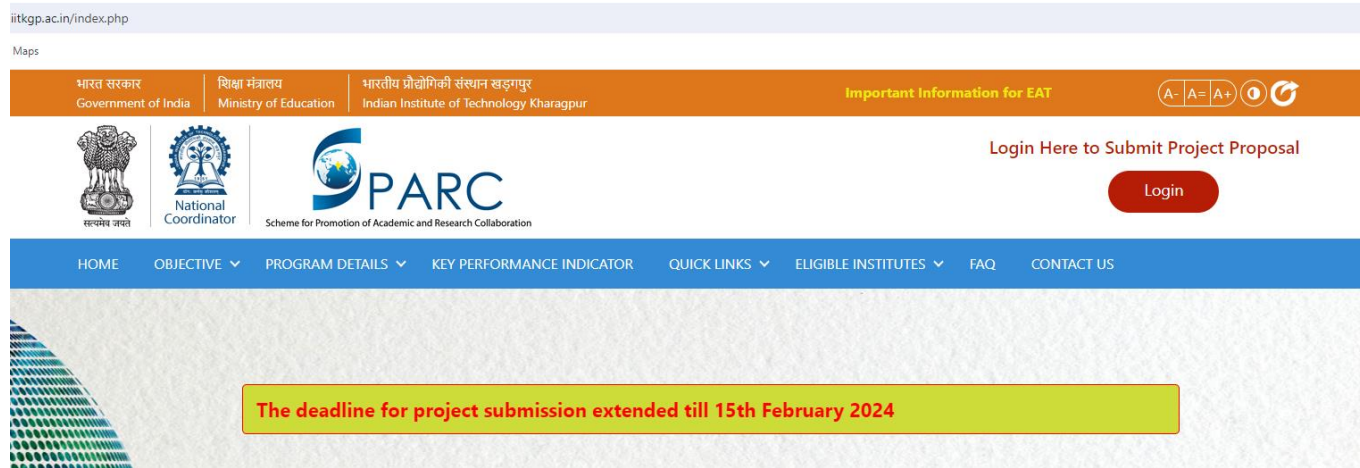 iitkgp.ac.in/index.php
Maps
भारत सरकार
Government of India
शिक्षा मंत्रालय
Ministry of Education
भारतीय प्रौद्योगिकी संस्थान खड़गपुर
Indian Institute of Technology Kharagpur
Important Information for EAT
A- A= A+
सत्यमेव जयते
National
Coordinator
SPARC
Scheme for Promotion of Academic and Research Collaboration
Login Here to Submit Project Proposal
Login
HOME OBJECTIVE PROGRAM DETAILS KEY PERFORMANCE INDICATOR QUICK LINKS ELIGIBLE INSTITUTES FAQ CONTACT US
The deadline for project submission extended till 15th February 2024